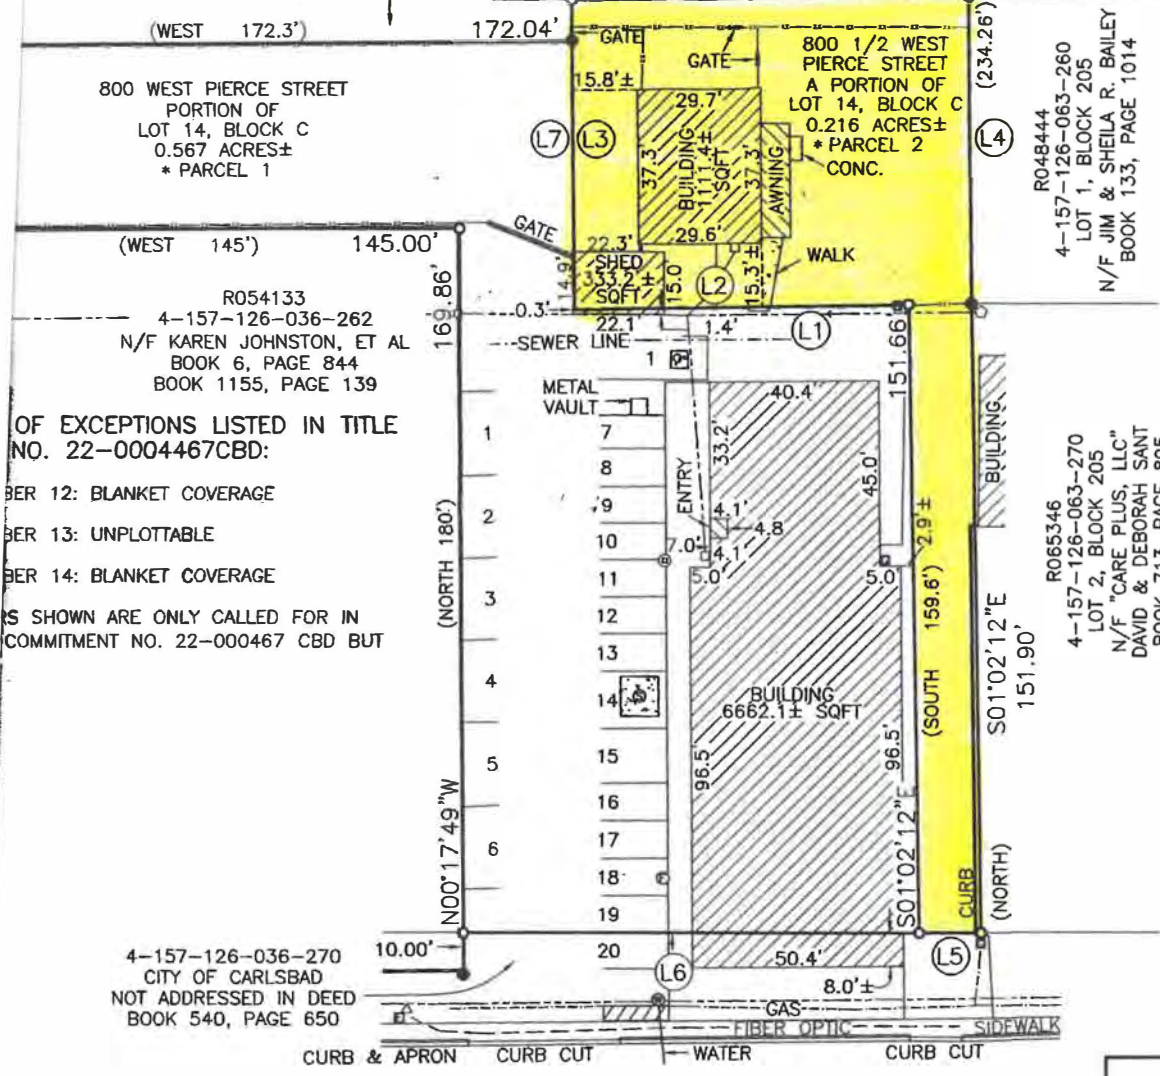 (WEST 172.3')
172.04'
GATE
GATE
800 1/2 WEST
PIERCE STREET
A PORTION OF
LOT 14, BLOCK C
0.216 ACRES±
* PARCEL 2
(234.26')
R048444
4-157-126-063-260
LOT 1, BLOCK 205
N/F JIM & SHEILA R. BAILEY
BOOK 133, PAGE 1014
800 WEST PIERCE STREET
PORTION OF
LOT 14, BLOCK C
0.567 ACRES±
* PARCEL 1
15.8'±
29.7'
L7
L3
L4
37.3'
BUILDING
1111.4±
SQFT
37.3'
AWNING
CONC.
29.6'
(WEST 145')
145.00'
GATE
22.3'
SHED
333.2 ±
SQFT
15.0
L2
15.3'±
WALK
0.3'
22.1'
1.4'
L1
R054133
4-157-126-036-262
N/F KAREN JOHNSTON, ET AL
BOOK 6, PAGE 844
BOOK 1155, PAGE 139
169.86'
SEWER LINE
1
151.66'
METAL
VAULT
40.4'
BUILDING
OF EXCEPTIONS LISTED IN TITLE
NO. 22-0004467CBD:
BER 12: BLANKET COVERAGE
BER 13: UNPLOTTABLE
BER 14: BLANKET COVERAGE
RS SHOWN ARE ONLY CALLED FOR IN
COMMITMENT NO. 22-000467 CBD BUT
(NORTH 180')
N00°17'49"W
1
2
3
4
5
6
7
8
9
10
11
12
13
14
15
16
17
18
19
20
33.2'
ENTRY
45.0'
4.1'
4.8
7.0'
4.1'
5.0'
5.0'
2.9'±
(SOUTH 159.6')
S01°02'12"E
151.90'
R065346
4-157-126-063-270
LOT 2, BLOCK 205
N/F "CARE PLUS, LLC"
DAVID & DEBORAH SANT
BUILDING
6662.1± SQFT
96.5'
96.5'
S01°02'12"E
CURB
(NORTH)
10.00'
4-157-126-036-270
CITY OF CARLSBAD
NOT ADDRESSED IN DEED
BOOK 540, PAGE 650
L6
50.4'
L5
8.0'±
GAS
FIBER OPTIC
SIDEWALK
CURB & APRON
CURB CUT
WATER
CURB CUT